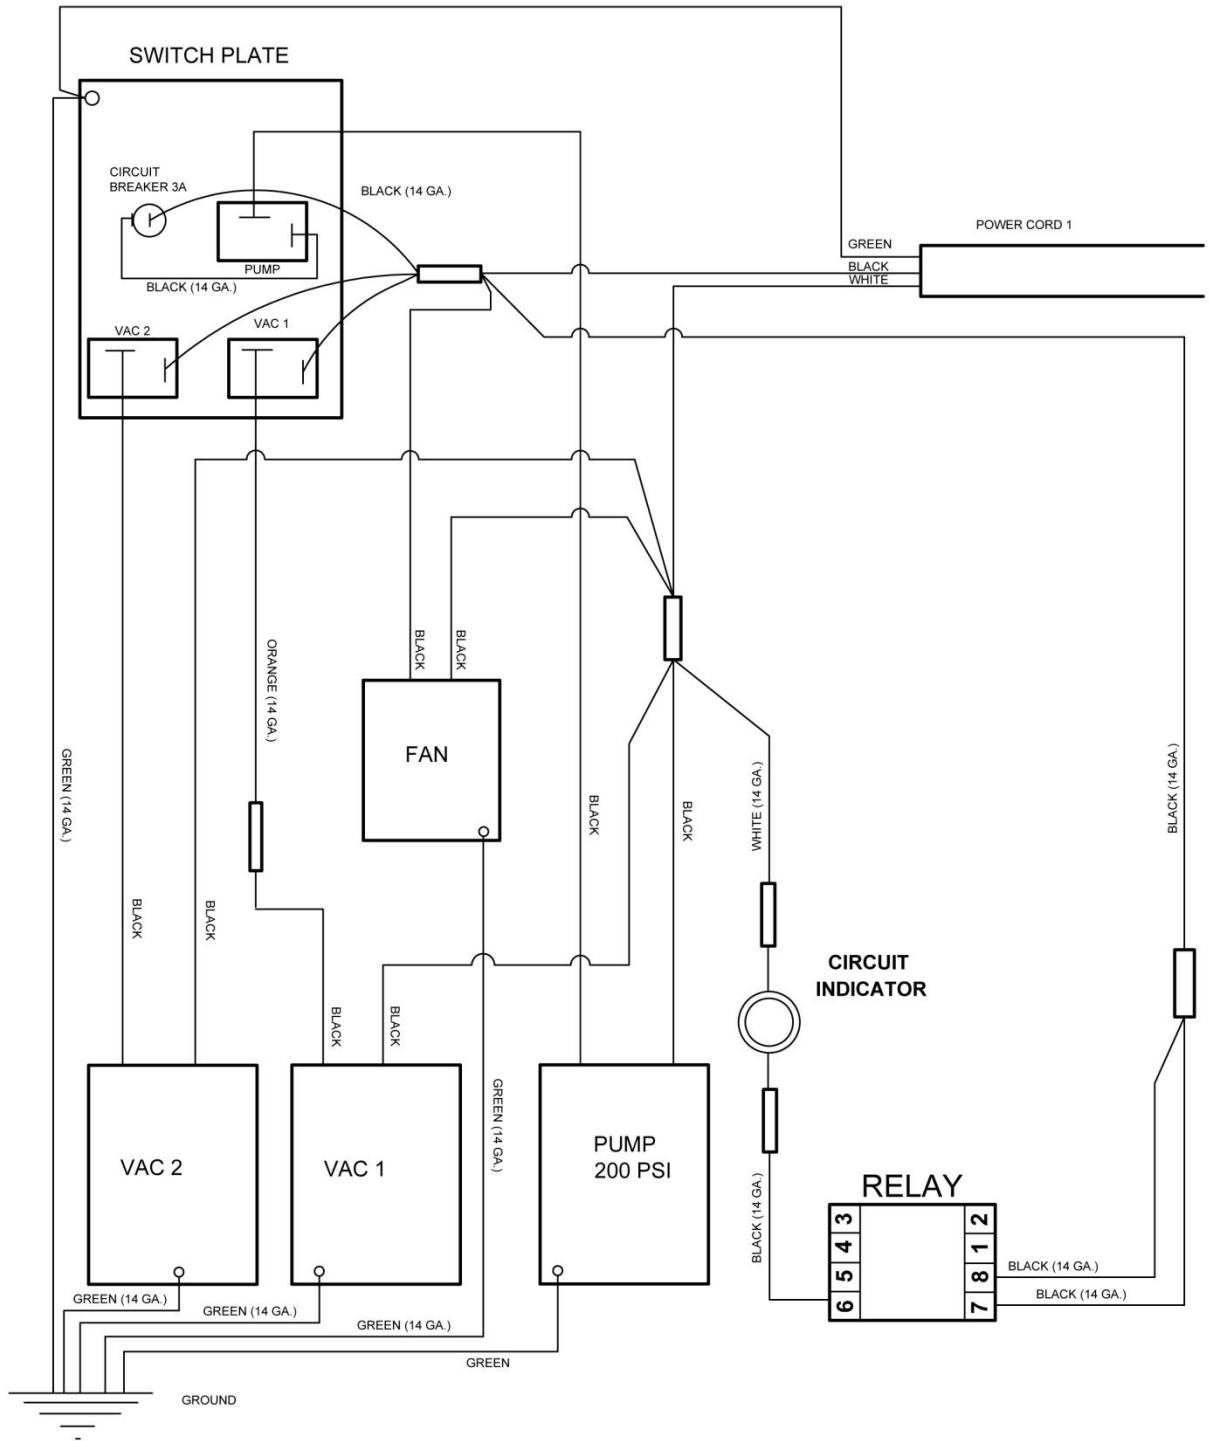 SWITCH PLATE
CIRCUIT
BREAKER 3A
BLACK (14 GA.)
PUMP
BLACK (14 GA.)
VAC 2
VAC 1
POWER CORD 1
GREEN
BLACK
WHITE
GREEN (14 GA.)
ORANGE (14 GA.)
BLACK
BLACK
FAN
BLACK
BLACK
WHITE (14 GA.)
BLACK (14 GA.)
BLACK
BLACK
BLACK
BLACK
GREEN (14 GA.)
CIRCUIT
INDICATOR
VAC 2
VAC 1
PUMP
200 PSI
BLACK (14 GA.)
RELAY
3
4
5
6
2
1
8
7
BLACK (14 GA.)
BLACK (14 GA.)
GREEN (14 GA.)
GREEN (14 GA.)
GREEN (14 GA.)
GREEN
GROUND